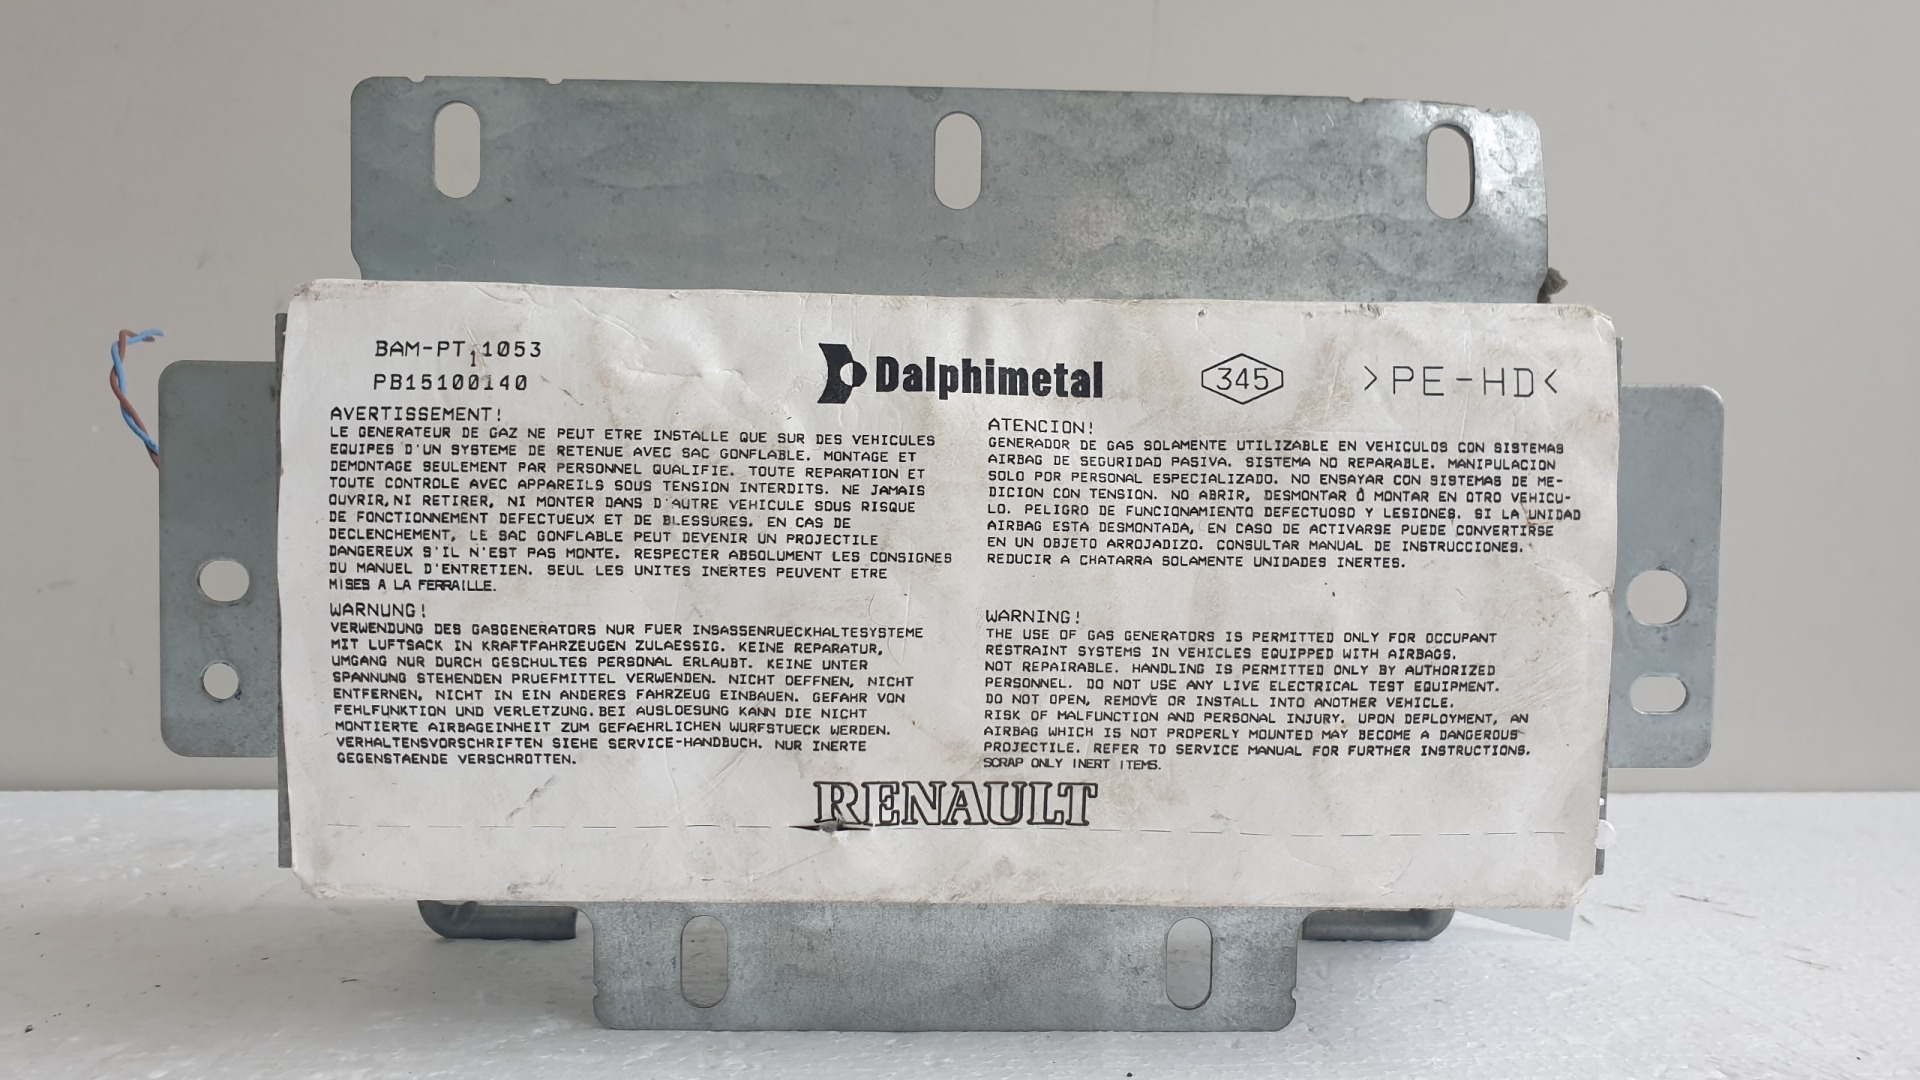 BAM-PT 1053
1
PB15100140
Dalphimetal
345
>PE-HD<
AVERTISSEMENT!
LE GENERATEUR DE GAZ NE PEUT ETRE INSTALLE QUE SUR DES VEHICULES
EQUIPES D'UN SYSTEME DE RETENUE AVEC SAC GONFLABLE. MONTAGE ET
DEMONTAGE SEULEMENT PAR PERSONNEL QUALIFIE. TOUTE REPARATION ET
TOUTE CONTROLE AVEC APPAREILS SOUS TENSION INTERDITS. NE JAMAIS
OUVRIR, NI RETIRER, NI MONTER DANS D'AUTRE VEHICULE SOUS RISQUE
DE FONCTIONNEMENT DEFECTUEUX ET DE BLESSURES. EN CAS DE
DECLENCHEMENT, LE SAC GONFLABLE PEUT DEVENIR UN PROJECTILE
DANGEREUX S'IL N'EST PAS MONTE. RESPECTER ABSOLUMENT LES CONSIGNES
DU MANUEL D'ENTRETIEN. SEUL LES UNITES INERTES PEUVENT ETRE
MISES A LA FERRAILLE.
ATENCION!
GENERADOR DE GAS SOLAMENTE UTILIZABLE EN VEHICULOS CON SISTEMAS
AIRBAG DE SEGURIDAD PASIVA. SISTEMA NO REPARABLE. MANIPULACION
SOLO POR PERSONAL ESPECIALIZADO. NO ENSAYAR CON SISTEMAS DE ME-
DICION CON TENSION. NO ABRIR, DESMONTAR O MONTAR EN OTRO VEHICU-
LO. PELIGRO DE FUNCIONAMIENTO DEFECTUOSO Y LESIONES. SI LA UNIDAD
AIRBAG ESTA DESMONTADA, EN CASO DE ACTIVARSE PUEDE CONVERTIRSE
EN UN OBJETO ARROJADIZO. CONSULTAR MANUAL DE INSTRUCCIONES.
REDUCIR A CHATARRA SOLAMENTE UNIDADES INERTES.
WARNUNG!
VERWENDUNG DES GASGENERATORS NUR FUER INSASSENRUECKHALTESYSTEME
MIT LUFTSACK IN KRAFTFAHRZEUGEN ZULAESSIG. KEINE REPARATUR,
UMGANG NUR DURCH GESCHULTES PERSONAL ERLAUBT. KEINE UNTER
SPANNUNG STEHENDEN PRUEFMITTEL VERWENDEN. NICHT OEFFNEN, NICHT
ENTFERNEN, NICHT IN EIN ANDERES FAHRZEUG EINBAUEN. GEFAHR VON
FEHLFUNKTION UND VERLETZUNG. BEI AUSLOESUNG KANN DIE NICHT
MONTIERTE AIRBAGEINHEIT ZUM GEFAEHRLICHEN WURFSTUECK WERDEN.
VERHALTENSVORSCHRIFTEN SIEHE SERVICE-HANDBUCH. NUR INERTE
GEGENSTAENDE VERSCHROTTEN.
WARNING!
THE USE OF GAS GENERATORS IS PERMITTED ONLY FOR OCCUPANT
RESTRAINT SYSTEMS IN VEHICLES EQUIPPED WITH AIRBAGS.
NOT REPAIRABLE. HANDLING IS PERMITTED ONLY BY AUTHORIZED
PERSONNEL. DO NOT USE ANY LIVE ELECTRICAL TEST EQUIPMENT.
DO NOT OPEN, REMOVE OR INSTALL INTO ANOTHER VEHICLE.
RISK OF MALFUNCTION AND PERSONAL INJURY. UPON DEPLOYMENT, AN
AIRBAG WHICH IS NOT PROPERLY MOUNTED MAY BECOME A DANGEROUS
PROJECTILE. REFER TO SERVICE MANUAL FOR FURTHER INSTRUCTIONS.
SCRAP ONLY INERT ITEMS.
RENAULT